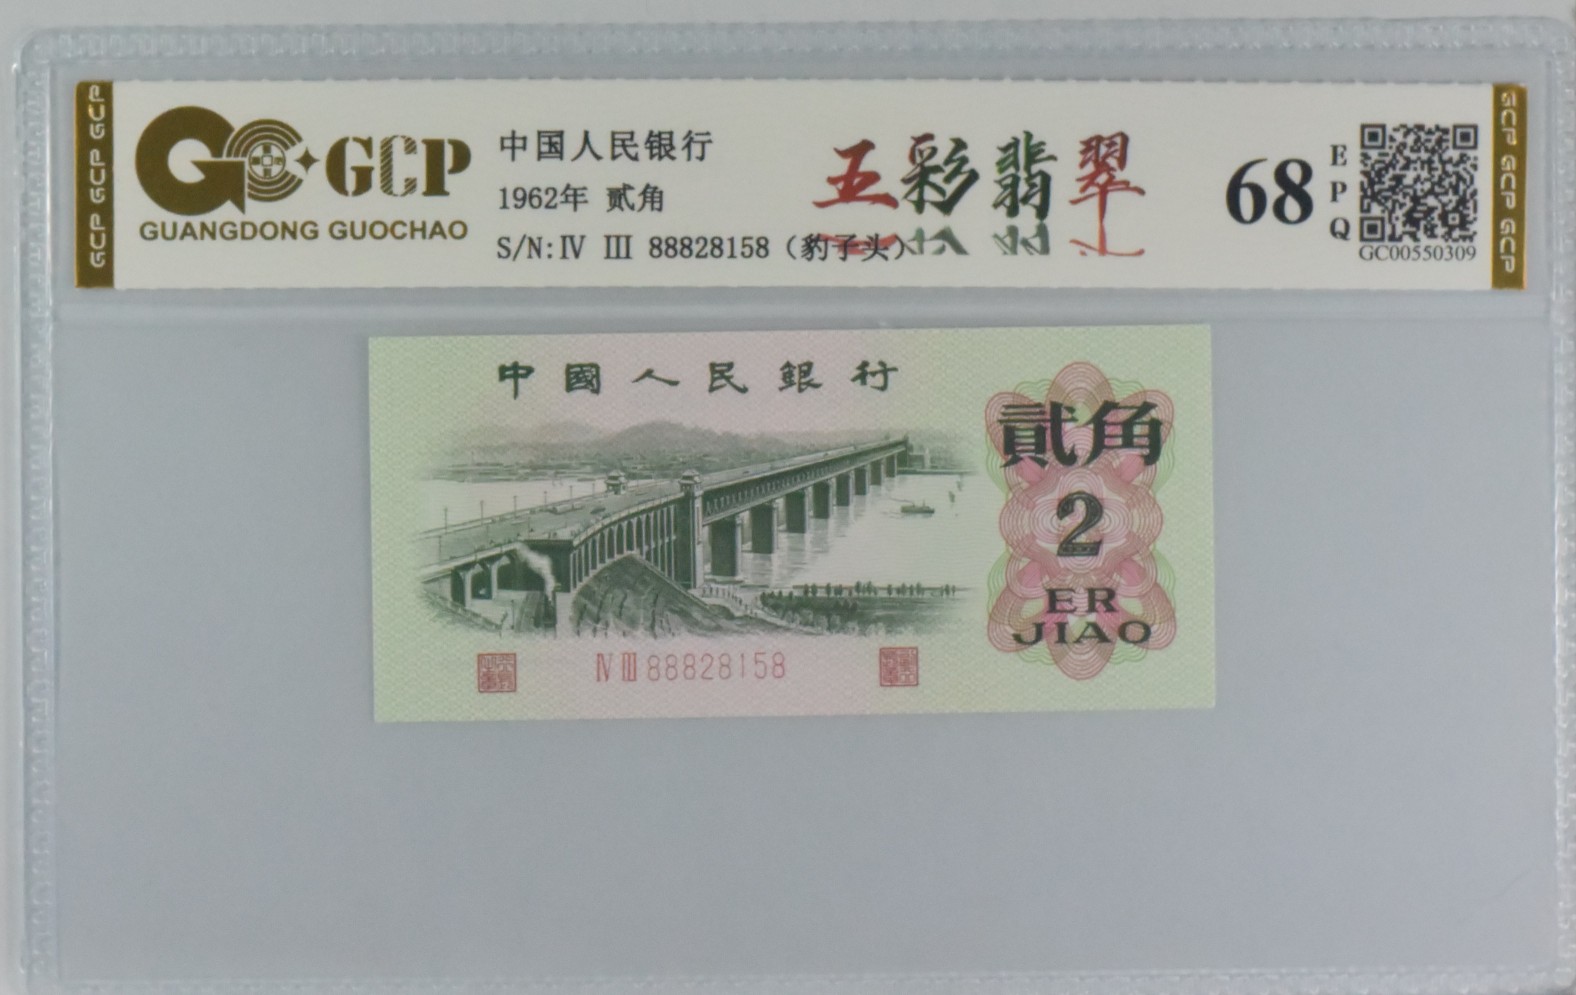 GCP GCP GCP
GCP
GUANGDONG GUOCHAO
中国人民银行
1962年 贰角
S/N:Ⅳ Ⅲ 88828158（豹子头）
五彩翡翠
68
EPQ
GC00550309
GCP GCP GCP
中國人民銀行
貳角
2
ER
JIAO
Ⅳ Ⅲ 88828158